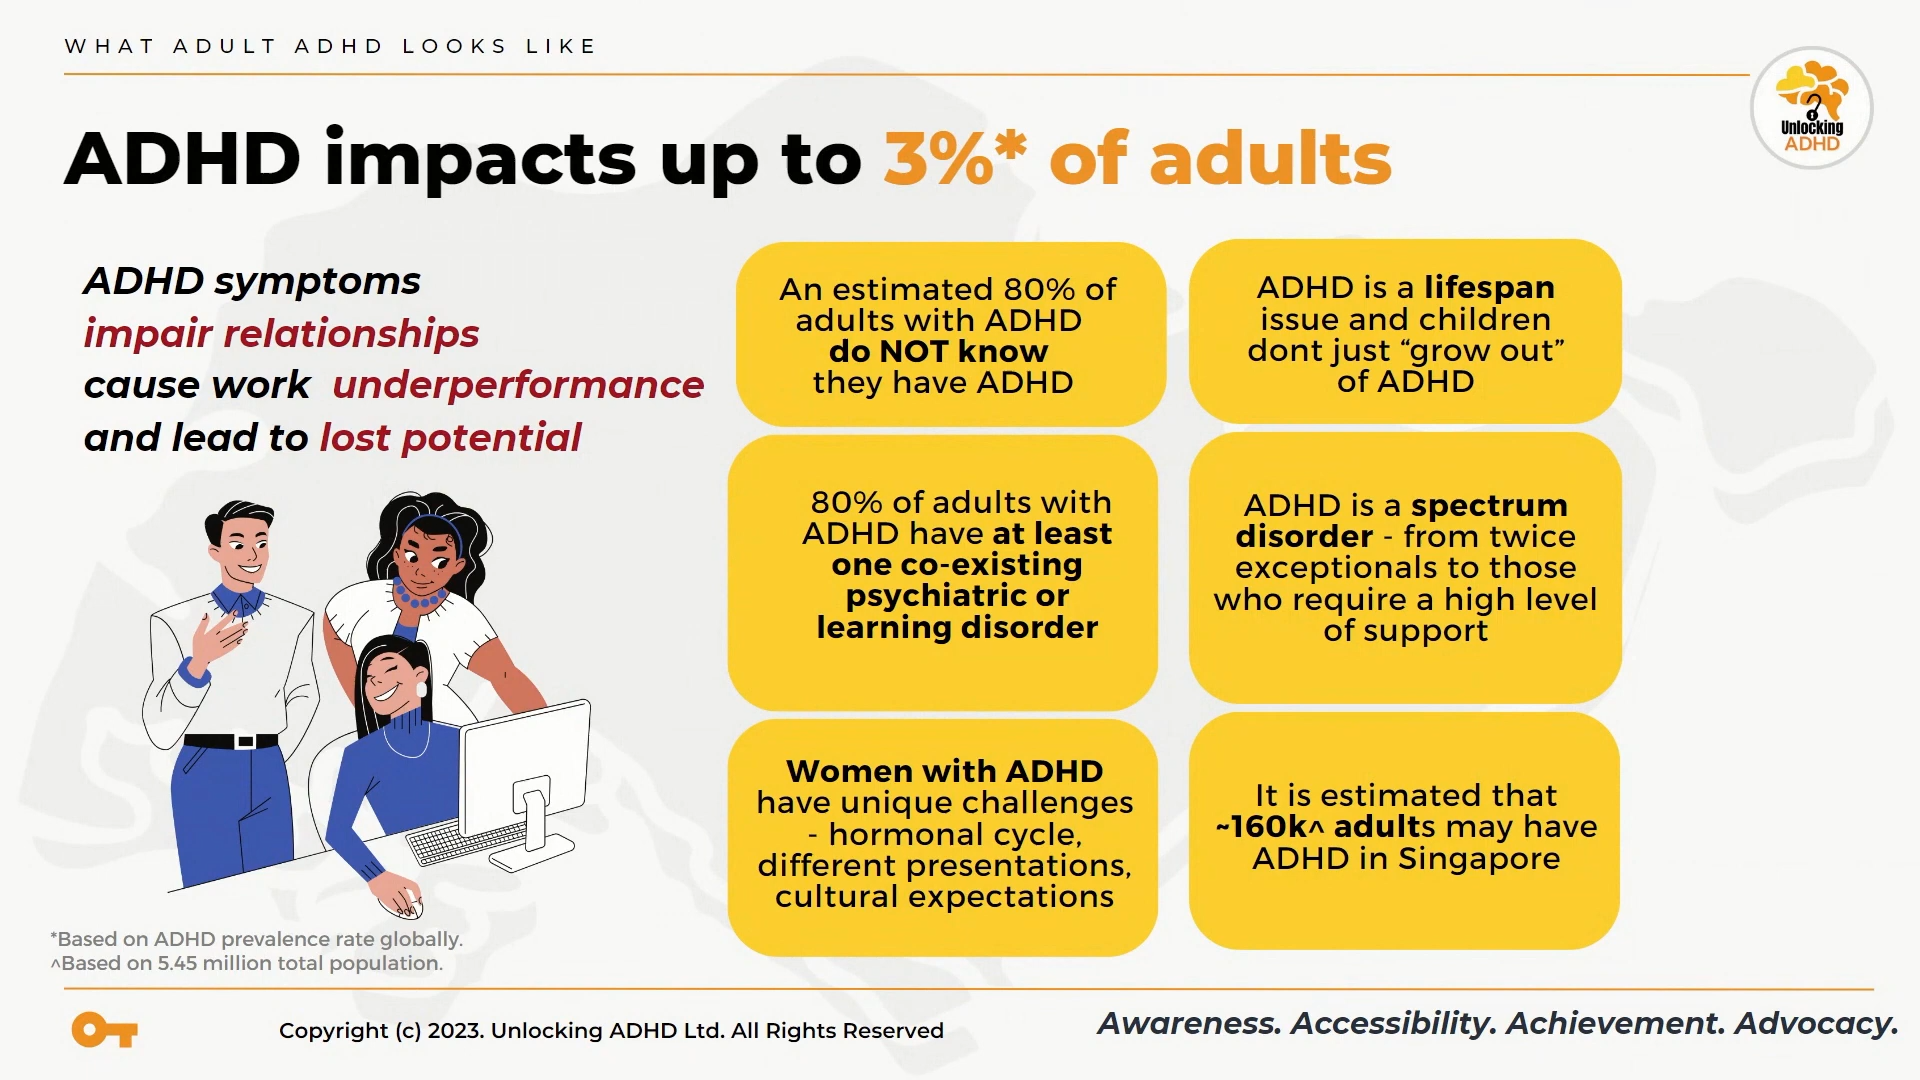 WHAT ADULT ADHD LOOKS LIKE
Unlocking
ADHD
ADHD impacts up to 3%* of adults
ADHD symptoms
impair relationships
cause work underperformance
and lead to lost potential
An estimated 80% of
adults with ADHD
do NOT know
they have ADHD
ADHD is a lifespan
issue and children
dont just “grow out”
of ADHD
80% of adults with
ADHD have at least
one co-existing
psychiatric or
learning disorder
ADHD is a spectrum
disorder - from twice
exceptionals to those
who require a high level
of support
Women with ADHD
have unique challenges
- hormonal cycle,
different presentations,
cultural expectations
It is estimated that
~160k^ adults may have
ADHD in Singapore
*Based on ADHD prevalence rate globally.
^Based on 5.45 million total population.
Copyright (c) 2023. Unlocking ADHD Ltd. All Rights Reserved
Awareness. Accessibility. Achievement. Advocacy.